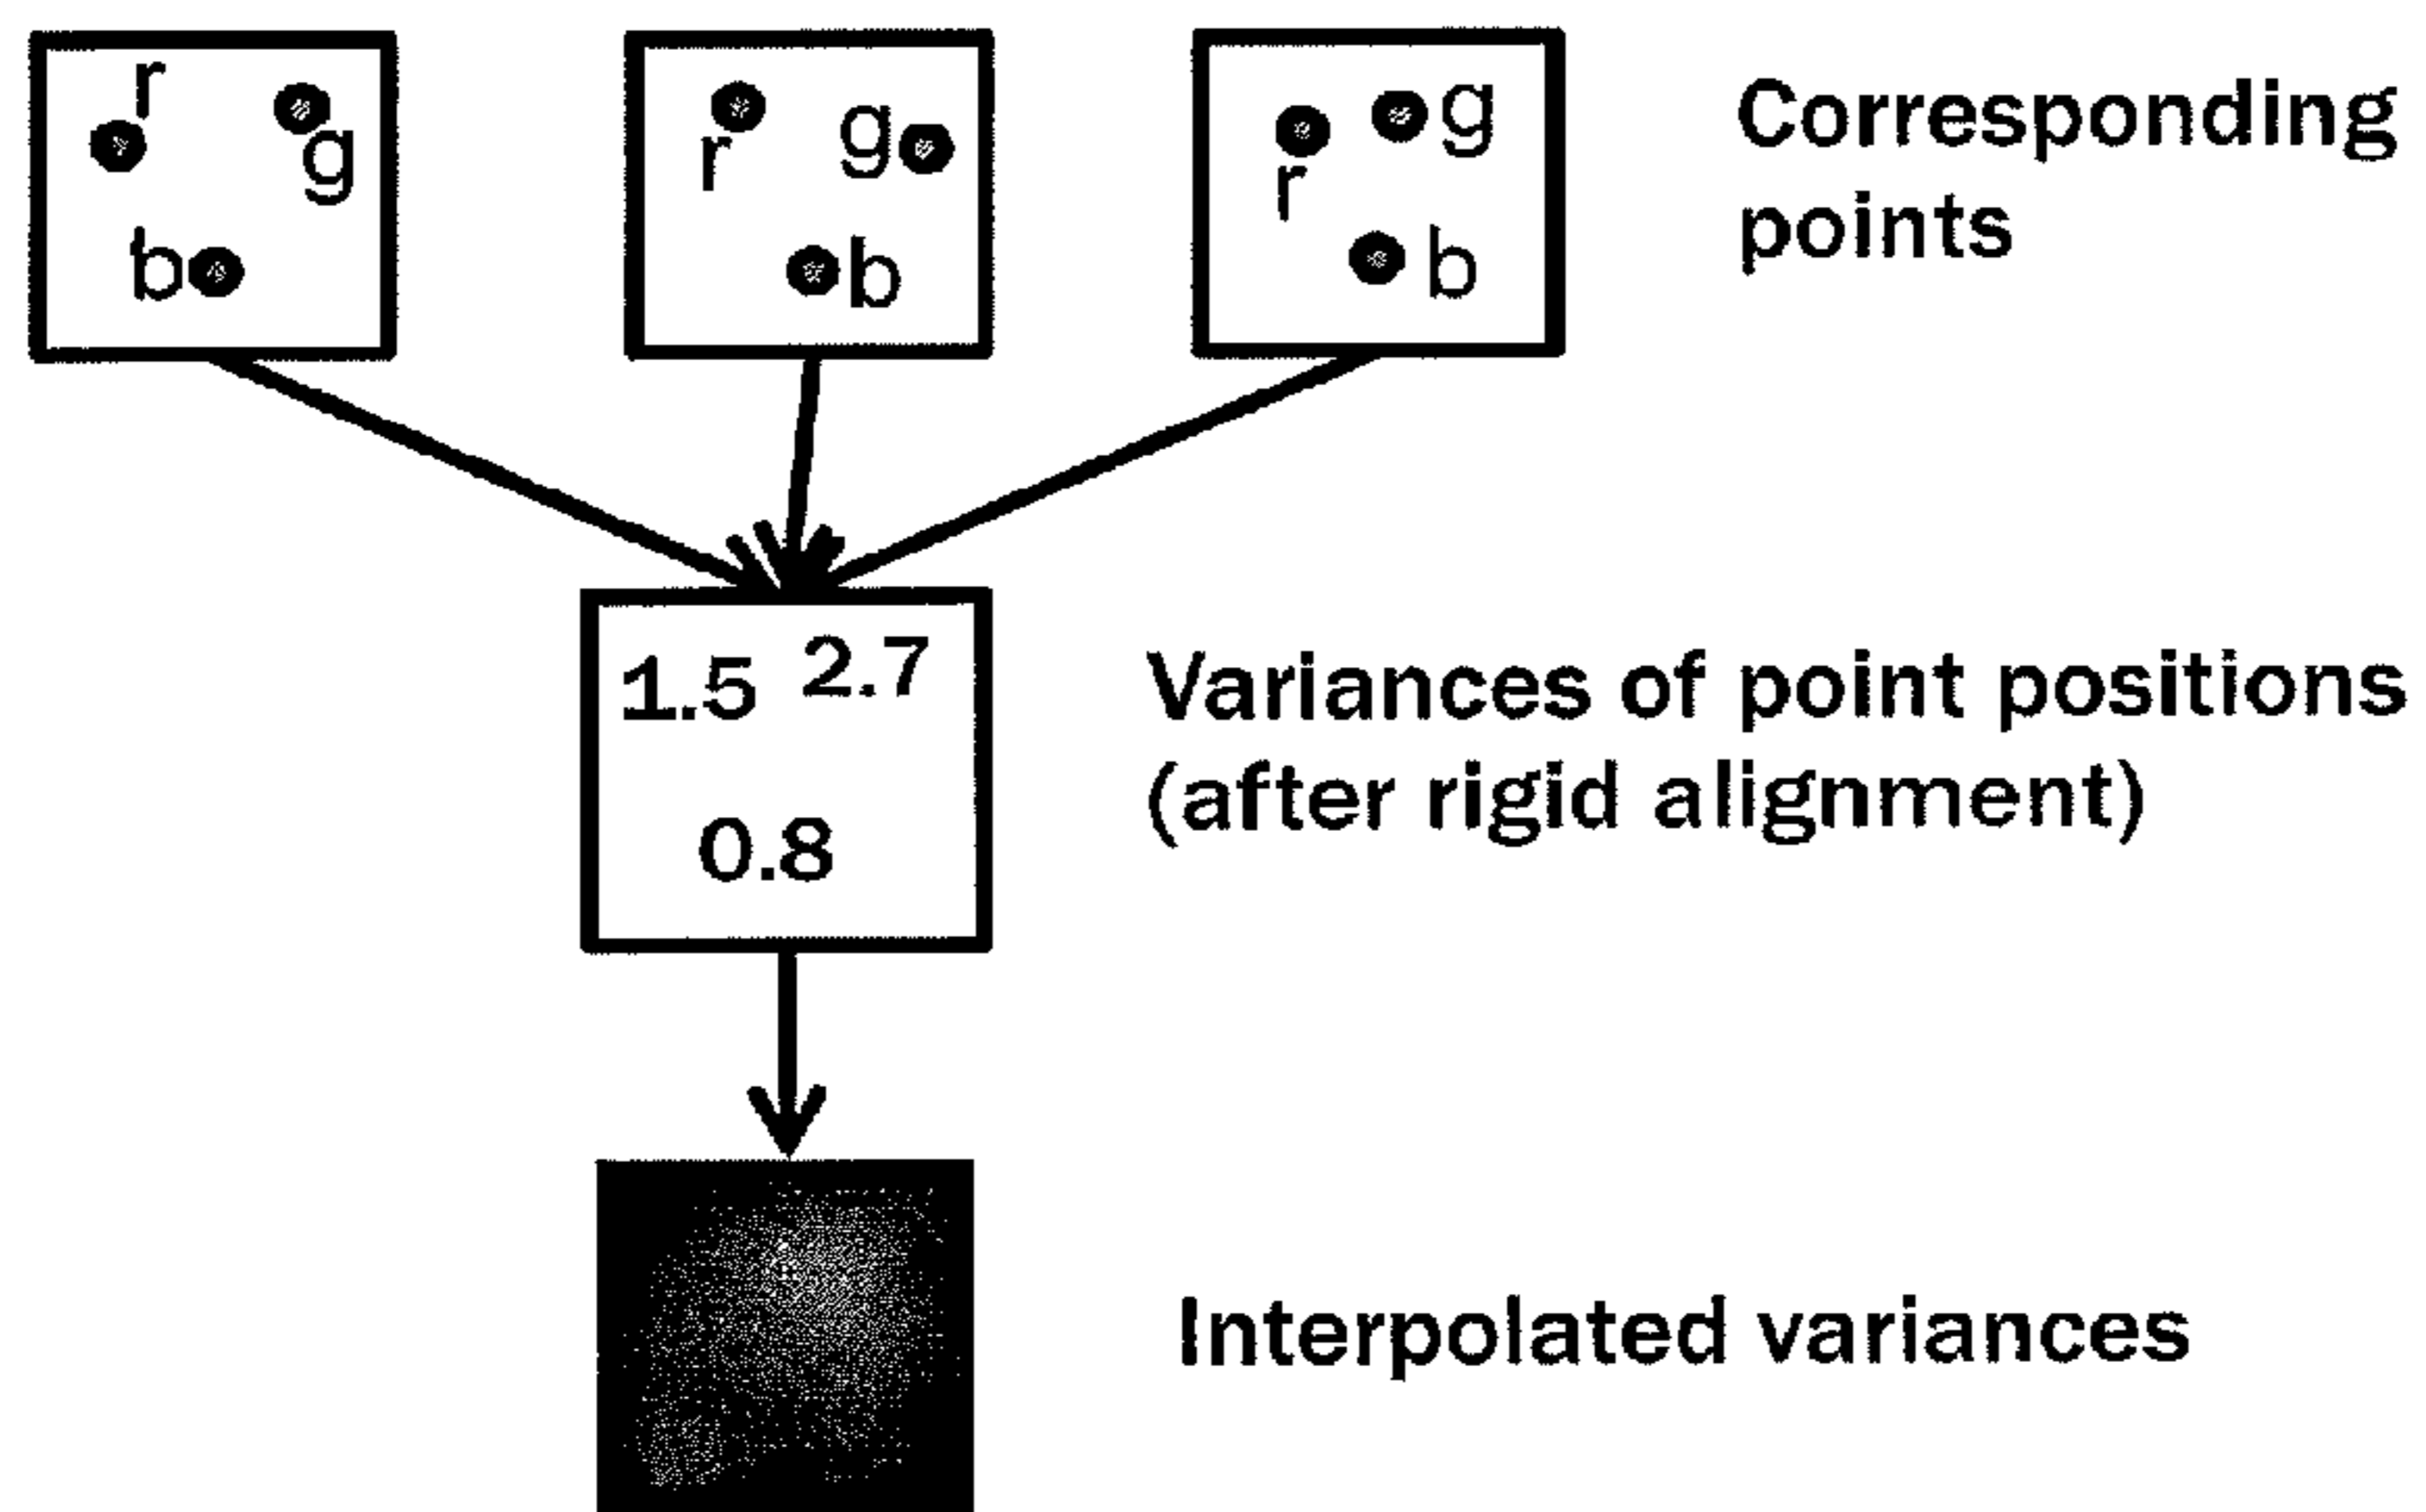 r
g
b
r
g
b
g
r
b
Corresponding
points
1.5 2.7
0.8
Variances of point positions
(after rigid alignment)
Interpolated variances